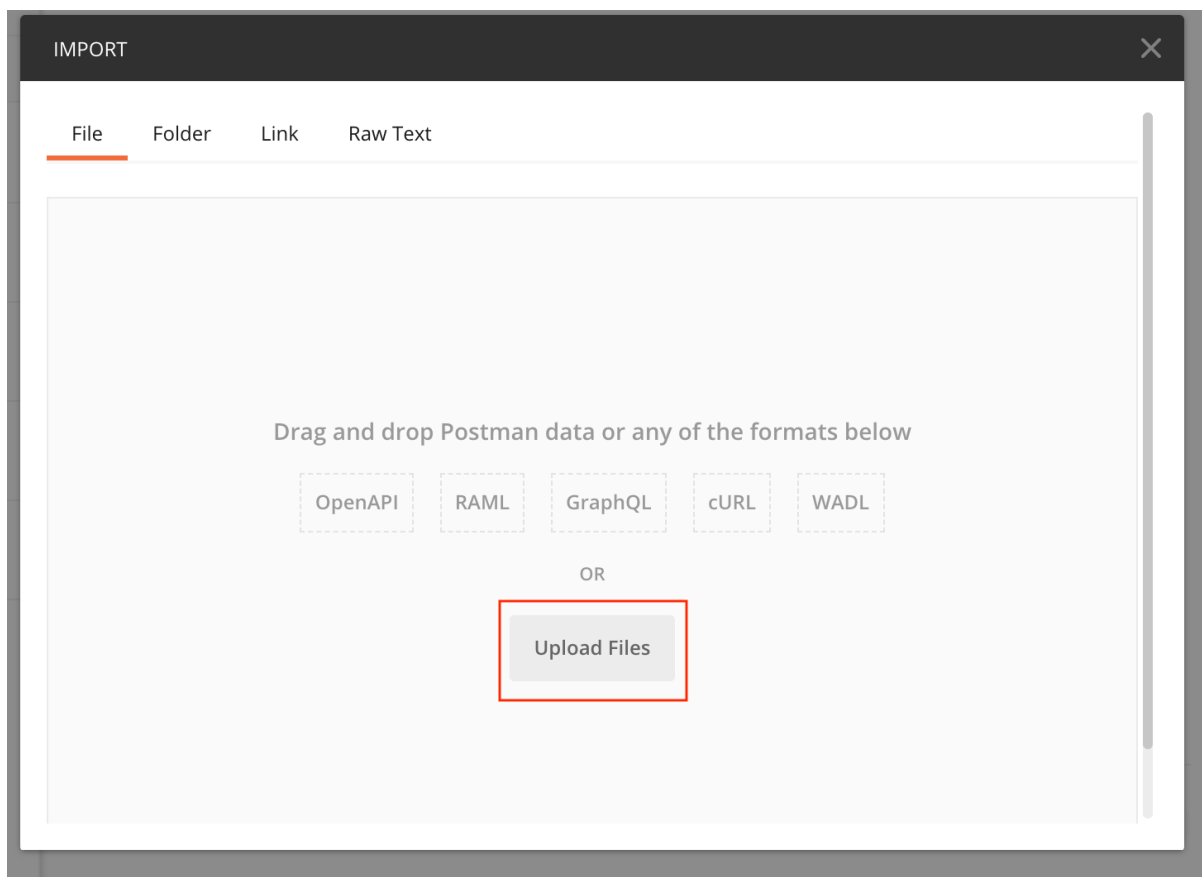 IMPORT
File Folder Link Raw Text
Drag and drop Postman data or any of the formats below
OpenAPI RAML GraphQL cURL WADL
OR
Upload Files